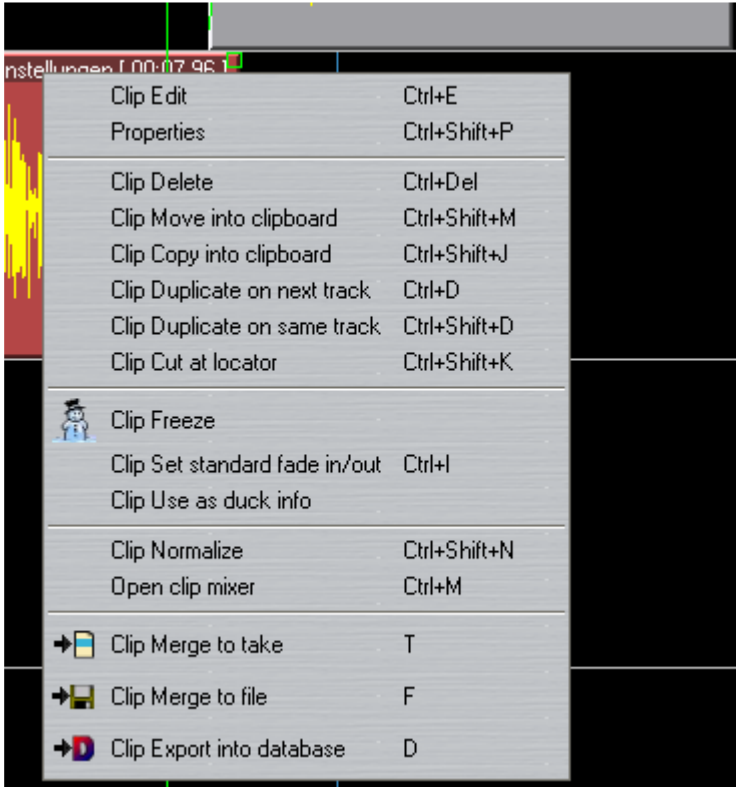 nstellungen [ 00:07.96 ]
Clip Edit Ctrl+E
Properties Ctrl+Shift+P
Clip Delete Ctrl+Del
Clip Move into clipboard Ctrl+Shift+M
Clip Copy into clipboard Ctrl+Shift+J
Clip Duplicate on next track Ctrl+D
Clip Duplicate on same track Ctrl+Shift+D
Clip Cut at locator Ctrl+Shift+K
Clip Freeze
Clip Set standard fade in/out Ctrl+I
Clip Use as duck info
Clip Normalize Ctrl+Shift+N
Open clip mixer Ctrl+M
Clip Merge to take T
Clip Merge to file F
Clip Export into database D